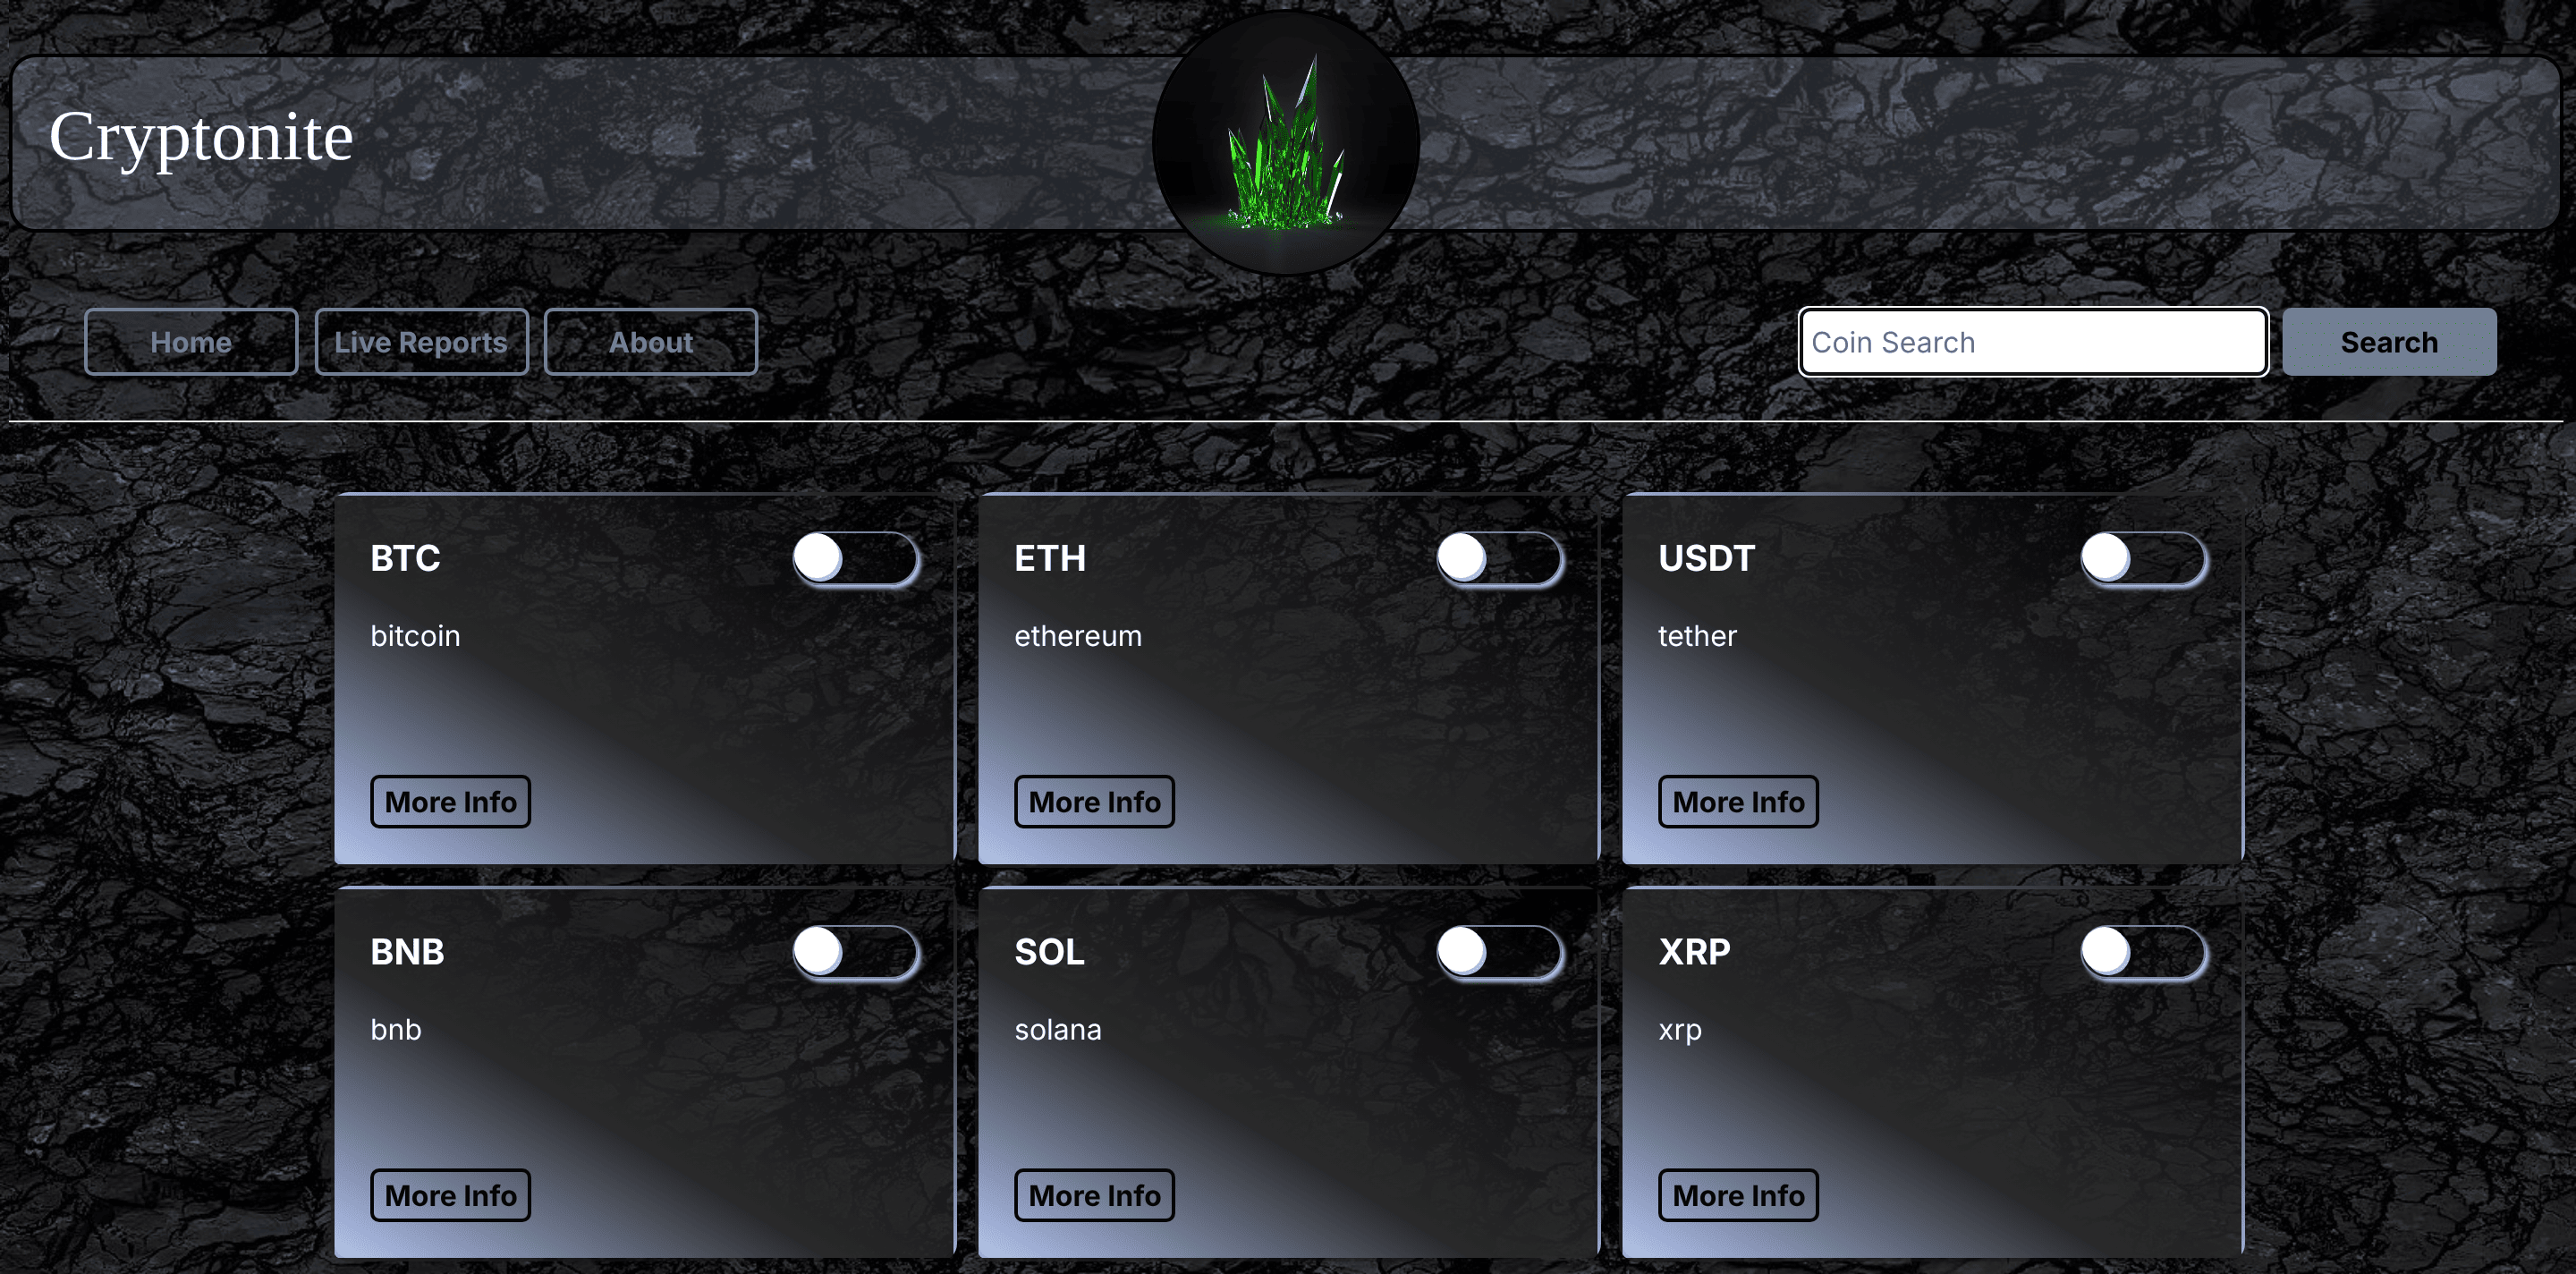 Cryptonite
Home
Live Reports
About
Coin Search
Search
BTC
bitcoin
More Info
ETH
ethereum
More Info
USDT
tether
More Info
BNB
bnb
More Info
SOL
solana
More Info
XRP
xrp
More Info